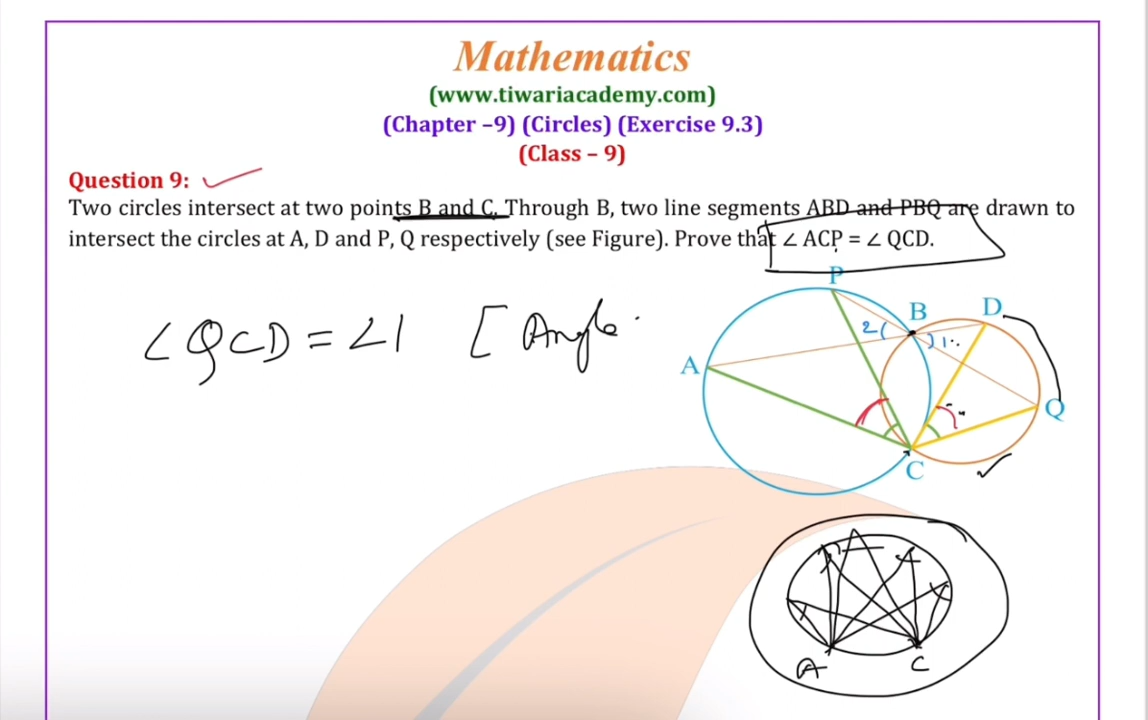 Mathematics
(www.tiwariacademy.com)
(Chapter –9) (Circles) (Exercise 9.3)
(Class – 9)
Question 9:
Two circles intersect at two points B and C. Through B, two line segments ABD and PBQ are drawn to
intersect the circles at A, D and P, Q respectively (see Figure). Prove that ∠ ACP = ∠ QCD.
P
B
D
2
1
A
Q
C
∠QCD = ∠1 [Angle
A
C